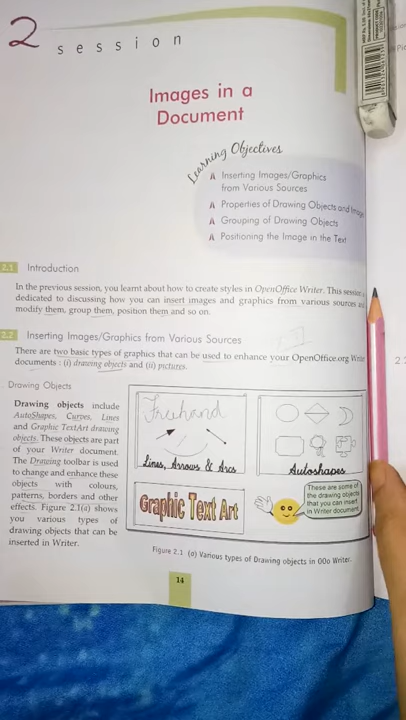 2 session
Images in a
Document
Learning Objectives
Inserting Images/Graphics
from Various Sources
Properties of Drawing Objects and Image
Grouping of Drawing Objects
Positioning the Image in the Text
2.1 Introduction
In the previous session, you learnt about how to create styles in OpenOffice Writer. This session is
dedicated to discussing how you can insert images and graphics from various sources and
modify them, group them, position them and so on.
2.2 Inserting Images/Graphics from Various Sources
There are two basic types of graphics that can be used to enhance your OpenOffice.org Writer
documents : (i) drawing objects and (ii) pictures.
Drawing Objects
Drawing objects include
AutoShapes, Curves, Lines
and Graphic TextArt drawing
objects. These objects are part
of your Writer document.
The Drawing toolbar is used
to change and enhance these
objects with colours,
patterns, borders and other
effects. Figure 2.1(a) shows
you various types of
drawing objects that can be
inserted in Writer.
Freehand
Lines, Arrows & Arcs
Autoshapes
Graphic Text Art
These are some of
the drawing objects
that you can insert
in Writer document.
Figure 2.1 (a) Various types of Drawing objects in OOo Writer.
14